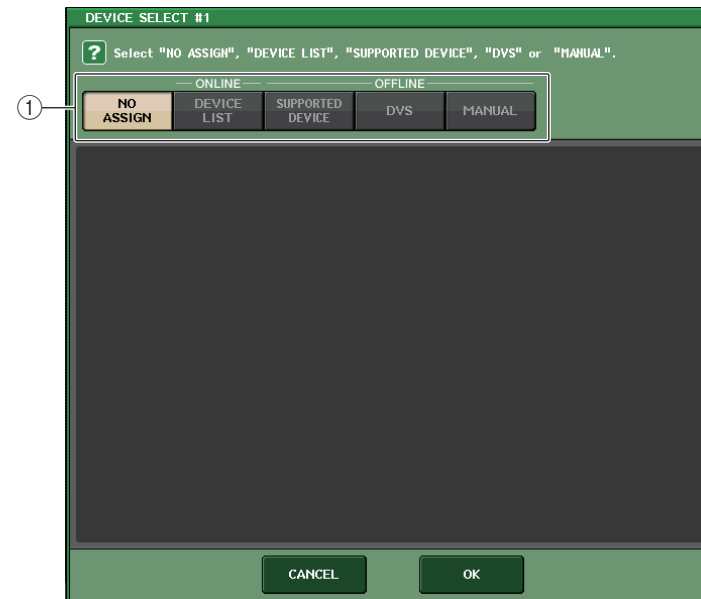 DEVICE SELECT #1
? Select "NO ASSIGN", "DEVICE LIST", "SUPPORTED DEVICE", "DVS" or "MANUAL".
ONLINE OFFLINE
① NO ASSIGN DEVICE LIST SUPPORTED DEVICE DVS MANUAL
CANCEL OK